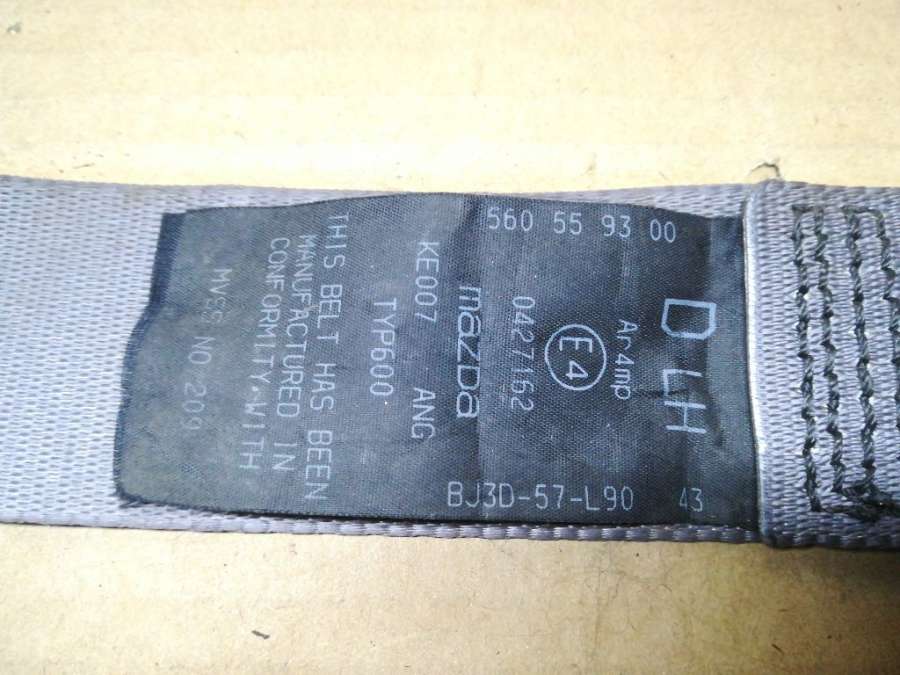 560 55 93 00
D LH
Ar4mp
E4
0427162
mazda
KE007 ANG
TYP600
THIS BELT HAS BEEN
MANUFACTURED IN
CONFORMITY WITH
MVSS NO 209
BJ3D-57-L90 43